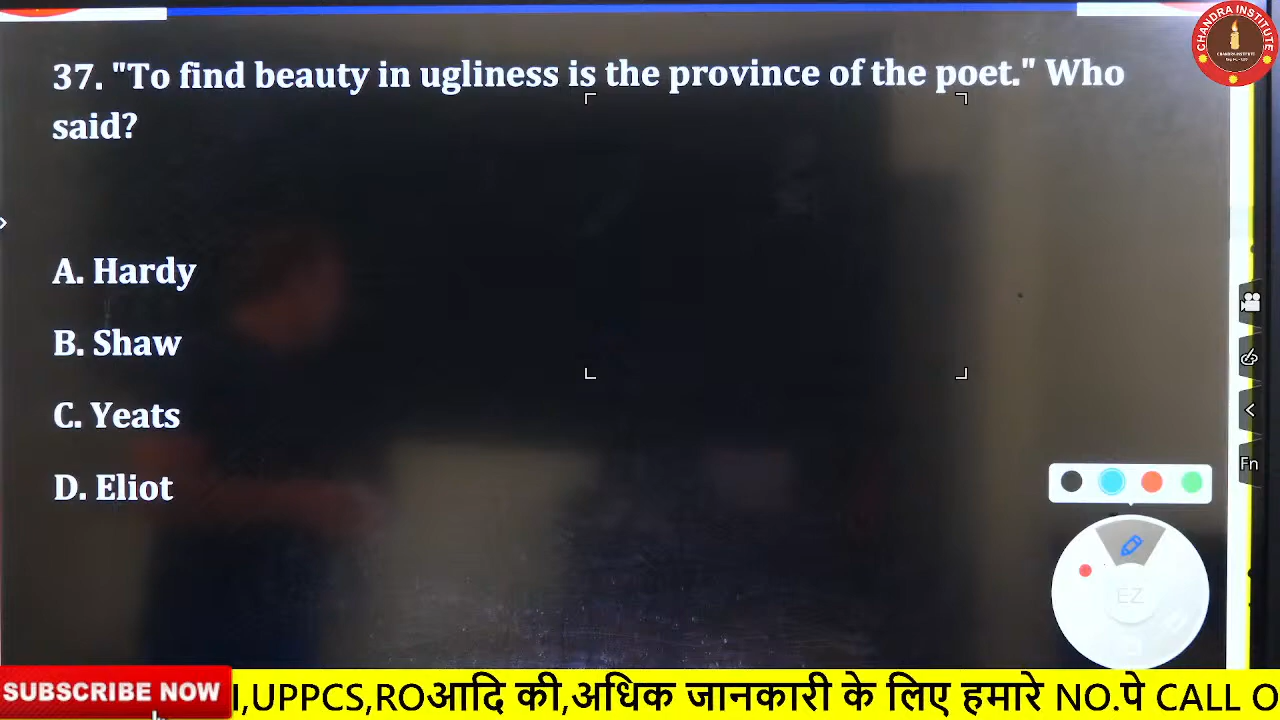 CHANDRA INSTITUTE
37. "To find beauty in ugliness is the province of the poet." Who
said?
A. Hardy
B. Shaw
C. Yeats
D. Eliot
Fn
EZ
SUBSCRIBE NOW
I,UPPCS,ROआदि की,अधिक जानकारी के लिए हमारे NO.पे CALL O